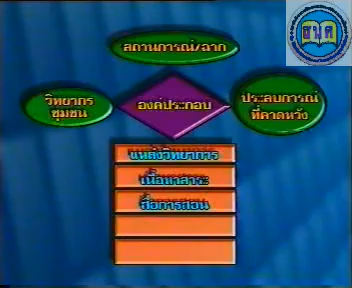 สถานการณ์/ฉาก
วิทยากร
ชุมชน
องค์ประกอบ
ประสบการณ์
ที่คาดหวัง
แหล่งวิทยาการ
เนื้อหาสาระ
สื่อการสอน